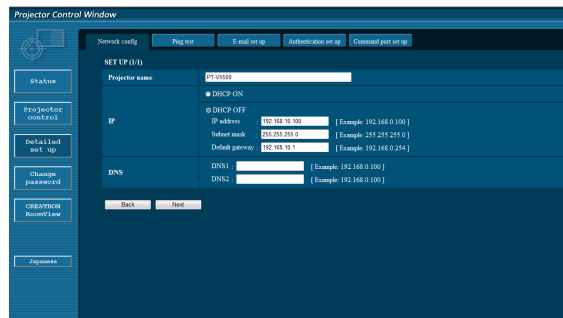 Projector Control Window
Network config
Ping test
E-mail set up
Authentication set up
Command port set up
SET UP (1/1)
Projector name
PT-VX500
DHCP ON
DHCP OFF
IP
IP address : 192.168.10.100 [ Example: 192.168.0.100 ]
Subnet mask : 255.255.255.0 [ Example: 255.255.255.0 ]
Default gateway : 192.168.10.1 [ Example: 192.168.0.254 ]
DNS
DNS1 : [ Example: 192.168.0.100 ]
DNS2 : [ Example: 192.168.0.100 ]
Back
Next
Status
Projector
control
Detailed
set up
Change
password
CRESTRON
RoomView
Japanese